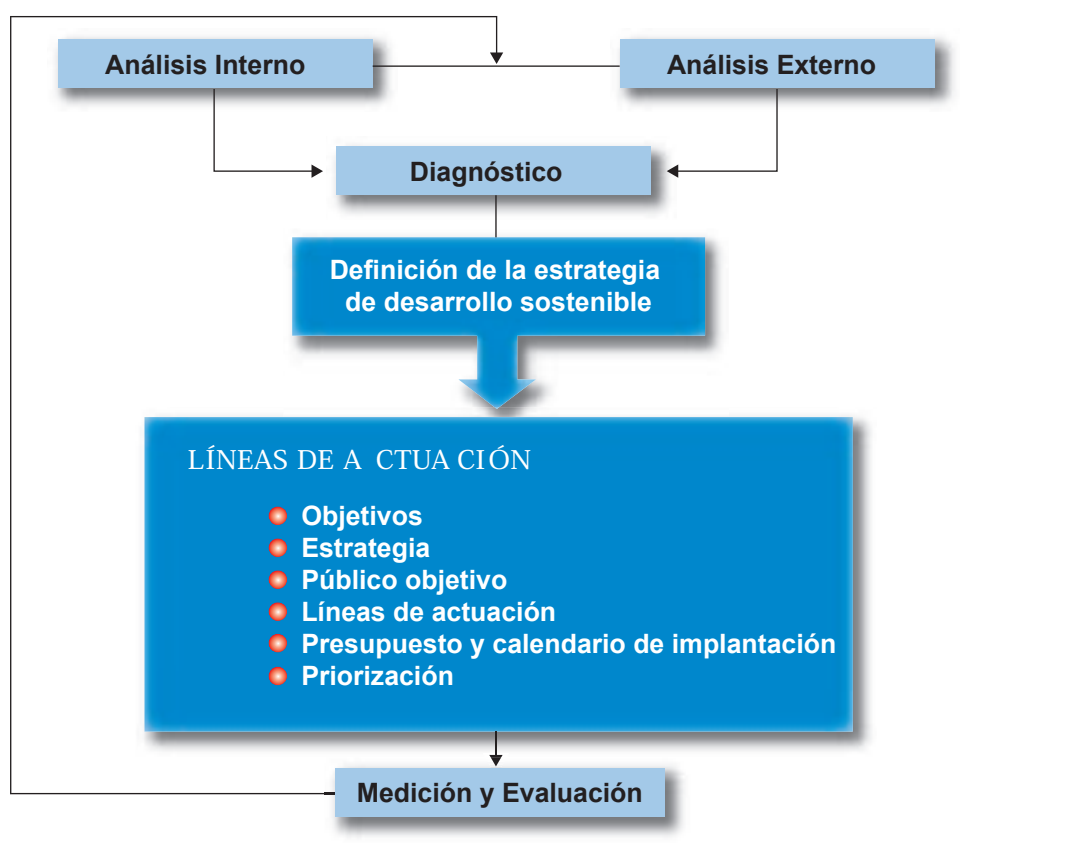 Análisis Interno
Análisis Externo
Diagnóstico
Definición de la estrategia
de desarrollo sostenible
LÍNEAS DE A CTUA CIÓN
Objetivos
Estrategia
Público objetivo
Líneas de actuación
Presupuesto y calendario de implantación
Priorización
Medición y Evaluación